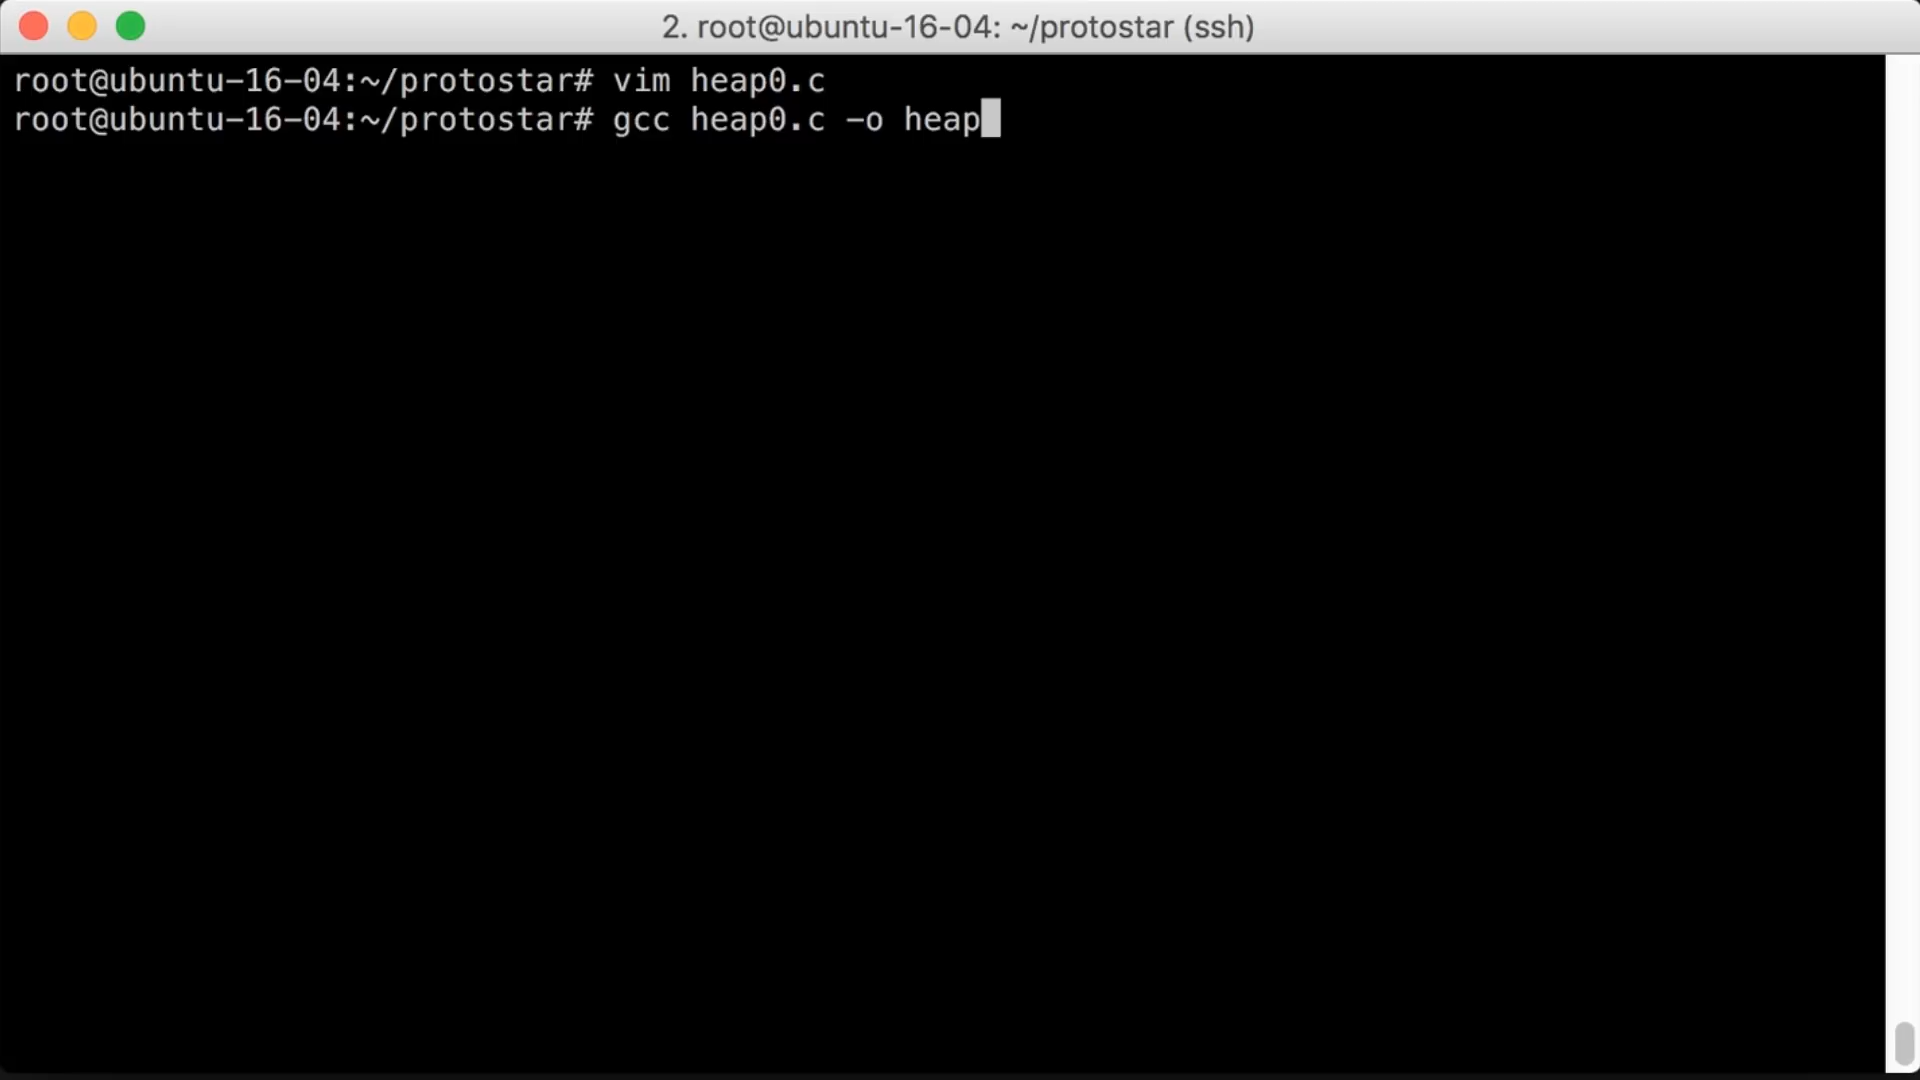 2. root@ubuntu-16-04: ~/protostar (ssh)
root@ubuntu-16-04:~/protostar# vim heap0.c
root@ubuntu-16-04:~/protostar# gcc heap0.c -o heap